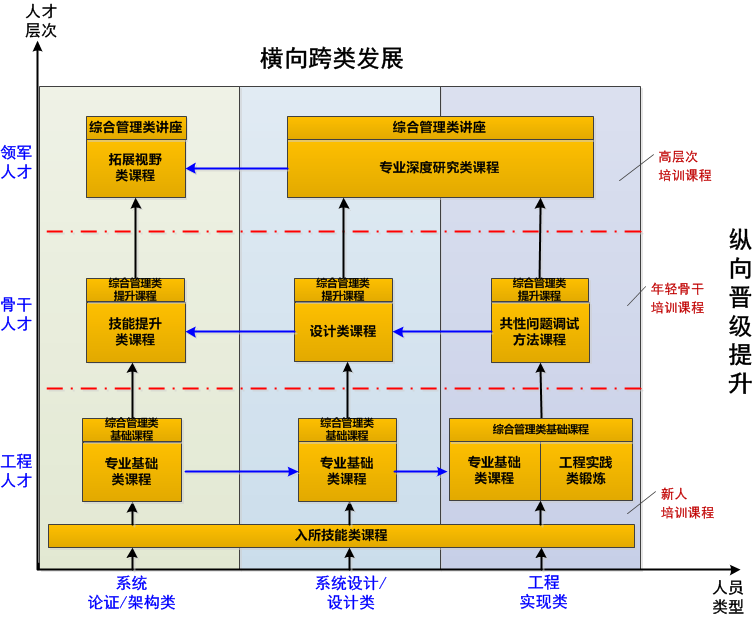 人才
层次
横向跨类发展
综合管理类讲座
拓展视野
类课程
综合管理类讲座
专业深度研究类课程
领军
人才
高层次
培训课程
纵向晋级提升
综合管理类
提升课程
技能提升
类课程
综合管理类
提升课程
设计类课程
综合管理类
提升课程
共性问题调试
方法课程
骨干
人才
年轻骨干
培训课程
综合管理类
基础课程
专业基础
类课程
综合管理类
基础课程
专业基础
类课程
综合管理类基础课程
专业基础
类课程
工程实践
类锻炼
工程
人才
新人
培训课程
入所技能类课程
系统
论证/架构类
系统设计/
设计类
工程
实现类
人员
类型